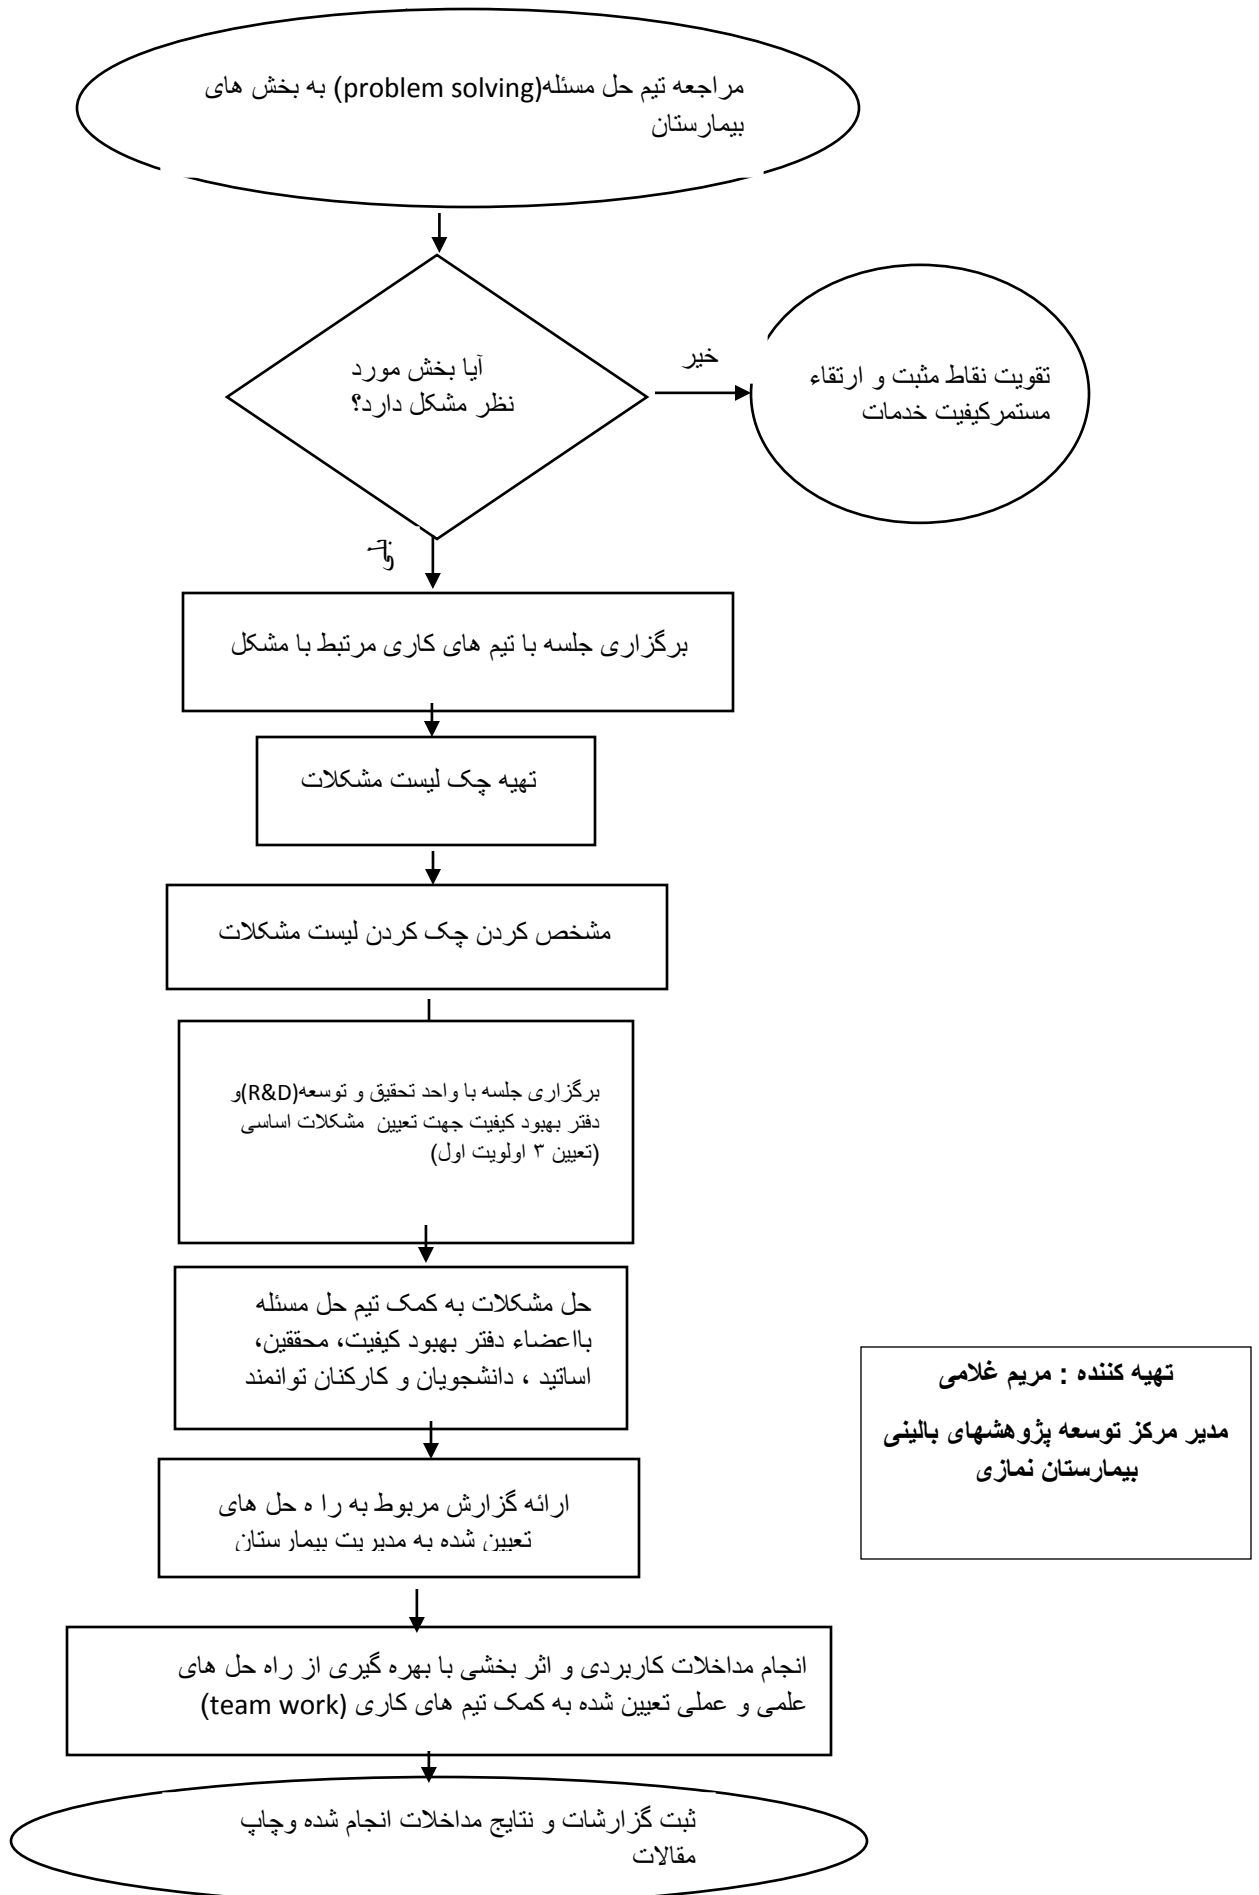 مراجعه تیم حل مسئله(problem solving) به بخش های
بیمارستان
آیا بخش مورد
نظر مشکل دارد؟
خیر
تقویت نقاط مثبت و ارتقاء
مستمرکیفیت خدمات
بلی
برگزاری جلسه با تیم های کاری مرتبط با مشکل
تهیه چک لیست مشکلات
مشخص کردن چک کردن لیست مشکلات
برگزاری جلسه با واحد تحقیق و توسعه(R&D)و
دفتر بهبود کیفیت جهت تعیین مشکلات اساسی
(تعیین ۳ اولویت اول)
حل مشکلات به کمک تیم حل مسئله
بااعضاء دفتر بهبود کیفیت، محققین،
اساتید ، دانشجویان و کارکنان توانمند
تهیه کننده : مریم غلامی
مدیر مرکز توسعه پژوهشهای بالینی
بیمارستان نمازی
ارائه گزارش مربوط به را ه حل های
تعیین شده به مدیریت بیمارستان
انجام مداخلات کاربردی و اثر بخشی با بهره گیری از راه حل های
علمی و عملی تعیین شده به کمک تیم های کاری (team work)
ثبت گزارشات و نتایج مداخلات انجام شده وچاپ
مقالات